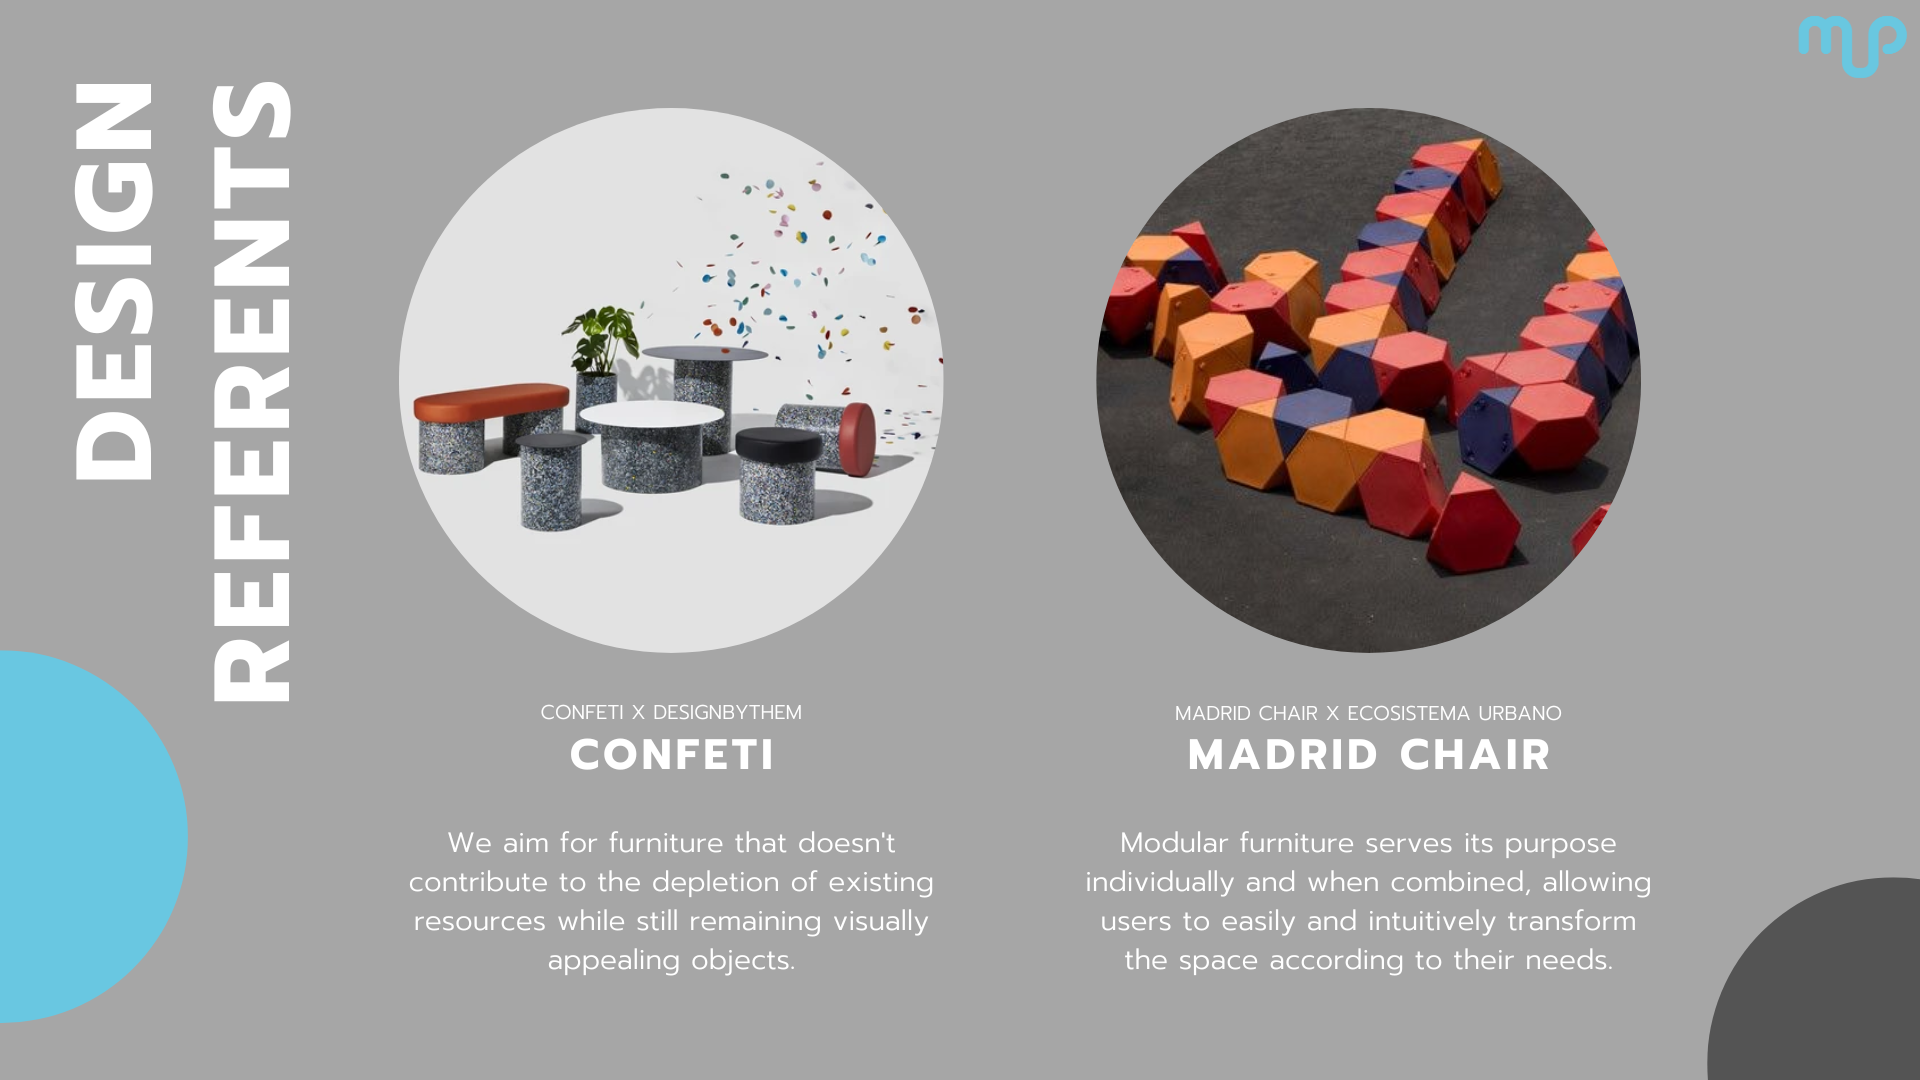 DESIGN
REFERENTS
mup
CONFETI X DESIGNBYTHEM
CONFETI
We aim for furniture that doesn't
contribute to the depletion of existing
resources while still remaining visually
appealing objects.
MADRID CHAIR X ECOSISTEMA URBANO
MADRID CHAIR
Modular furniture serves its purpose
individually and when combined, allowing
users to easily and intuitively transform
the space according to their needs.